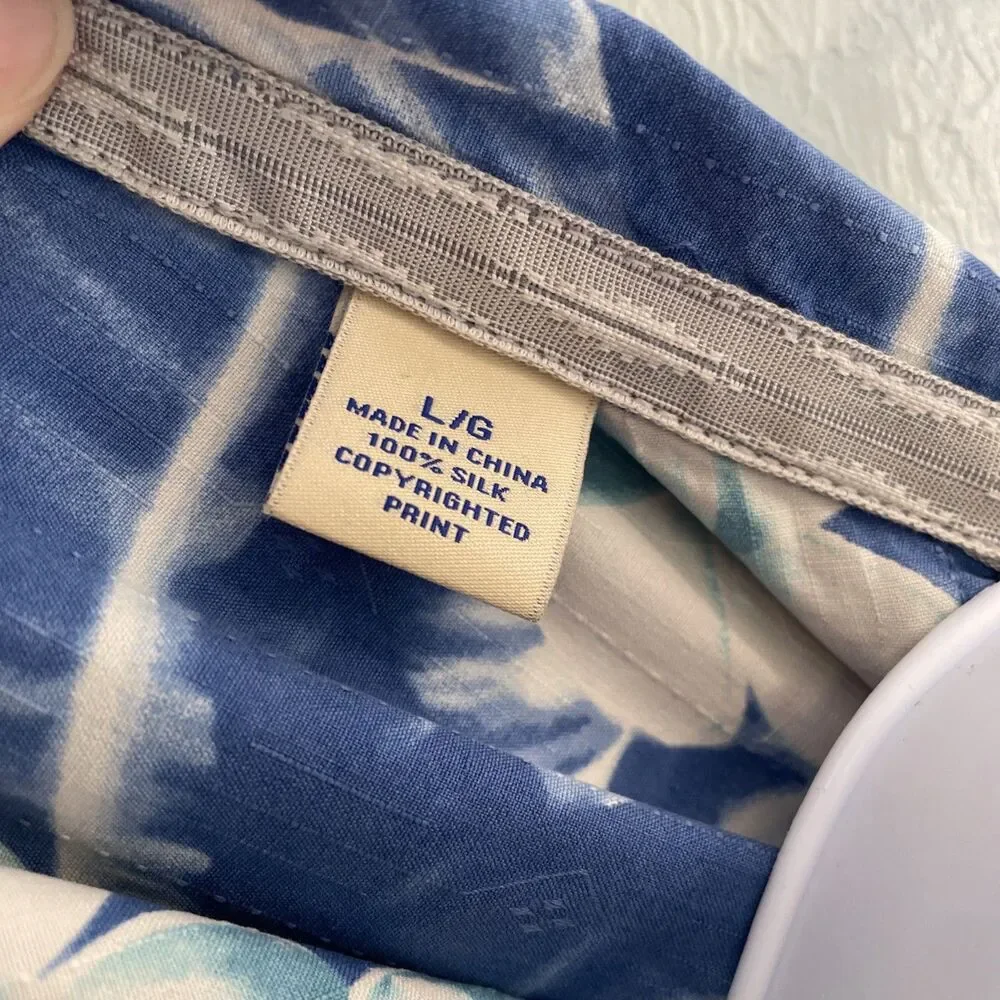 L/G
MADE IN CHINA
100% SILK
COPYRIGHTED
PRINT